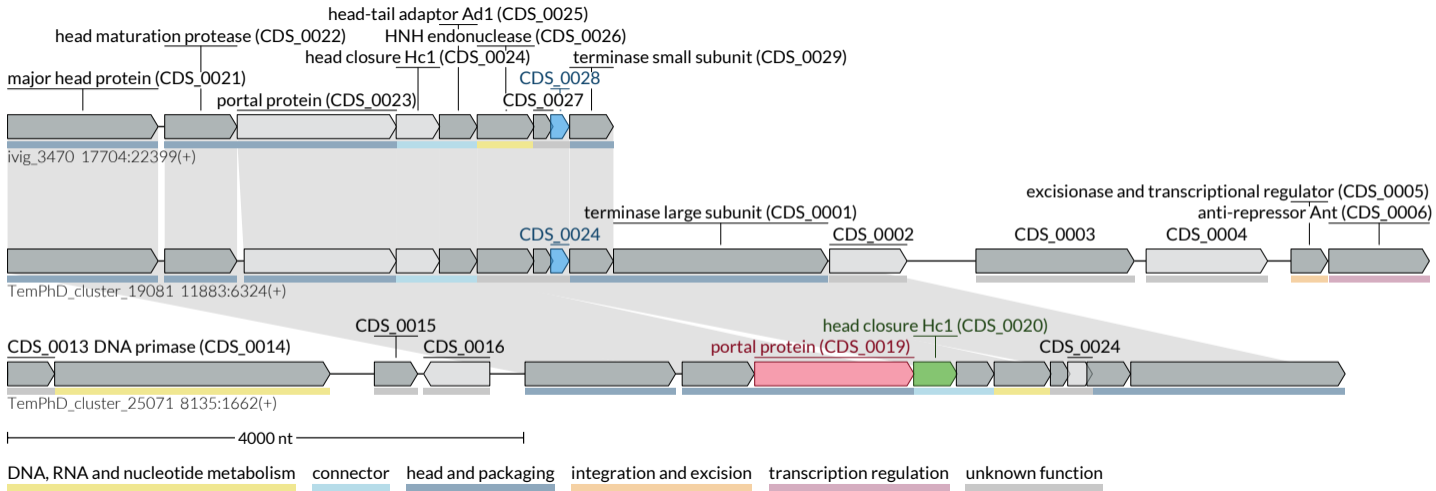 head-tail adaptor Ad1 (CDS_0025)
head maturation protease (CDS_0022) HNH endonuclease (CDS_0026)
head closure Hc1 (CDS_0024) terminase small subunit (CDS_0029)
major head protein (CDS_0021) CDS_0028
portal protein (CDS_0023) CDS_0027
ivig_3470 17704:22399(+)
excisionase and transcriptional regulator (CDS_0005)
terminase large subunit (CDS_0001) anti-repressor Ant (CDS_0006)
CDS_0024 CDS_0002 CDS_0003 CDS_0004
TemPhD_cluster_19081 11883:6324(+)
CDS_0015 head closure Hc1 (CDS_0020)
CDS_0013 DNA primase (CDS_0014) CDS_0016 portal protein (CDS_0019) CDS_0024
TemPhD_cluster_25071 8135:1662(+)
4000 nt
DNA, RNA and nucleotide metabolism connector head and packaging integration and excision transcription regulation unknown function